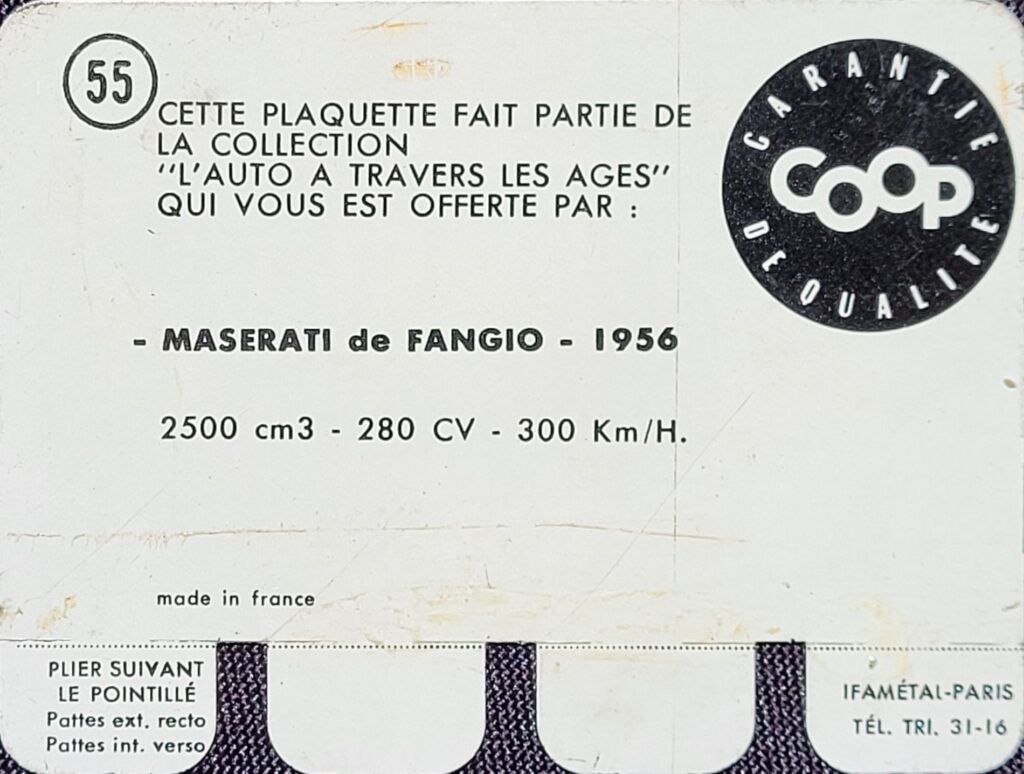 55
CETTE PLAQUETTE FAIT PARTIE DE
LA COLLECTION
"L'AUTO A TRAVERS LES AGES"
QUI VOUS EST OFFERTE PAR :
GARANTIE
COOP
DE QUALITE
- MASERATI de FANGIO - 1956
2500 cm3 - 280 CV - 300 Km/H.
made in france
PLIER SUIVANT
LE POINTILLÉ
Pattes ext. recto
Pattes int. verso
IFAMÉTAL-PARIS
TÉL. TRI. 31-16